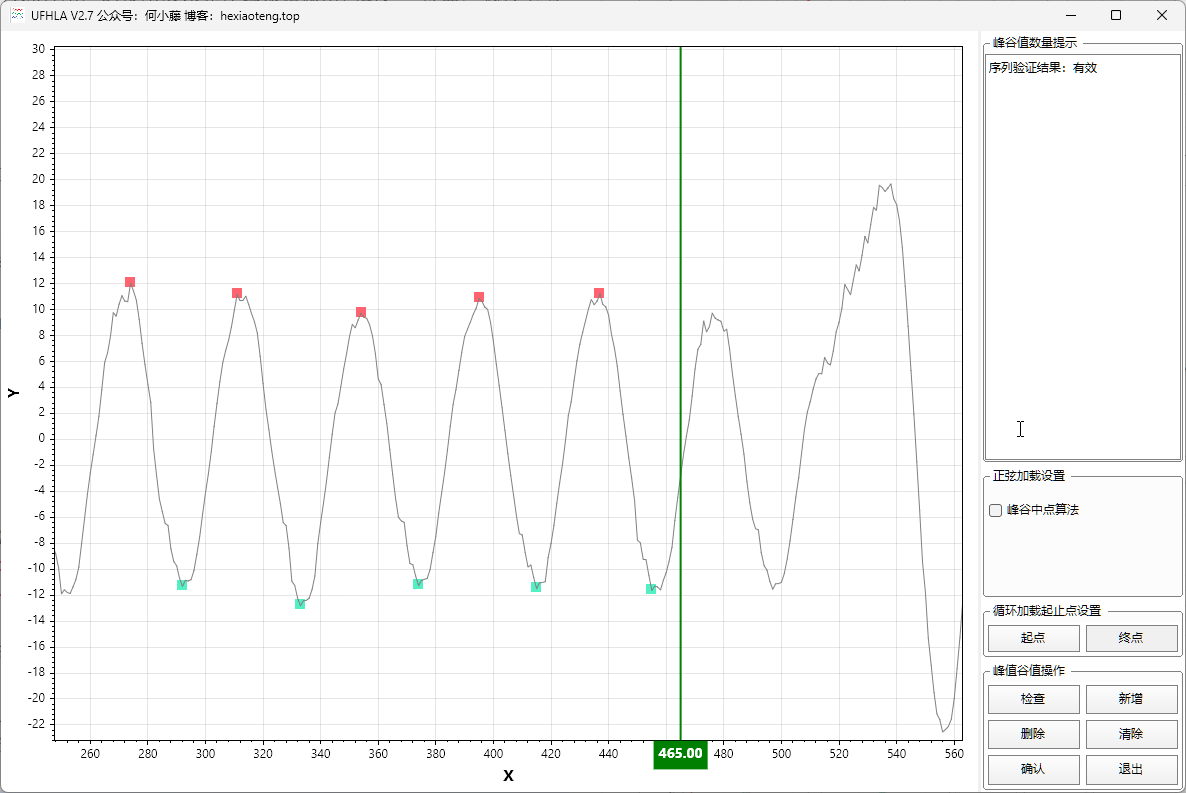 UFHLA V2.7 公众号：何小藤 博客：hexiaoteng.top
峰谷值数量提示
序列验证结果：有效
30
28
26
24
22
20
18
16
14
12
10
8
6
4
2
0
-2
-4
-6
-8
-10
-12
-14
-16
-18
-20
-22
Y
260 280 300 320 340 360 380 400 420 440 465.00 480 500 520 540 560
X
正弦加载设置
峰谷中点算法
循环加载起止点设置
起点 终点
峰值谷值操作
检查 新增
删除 清除
确认 退出